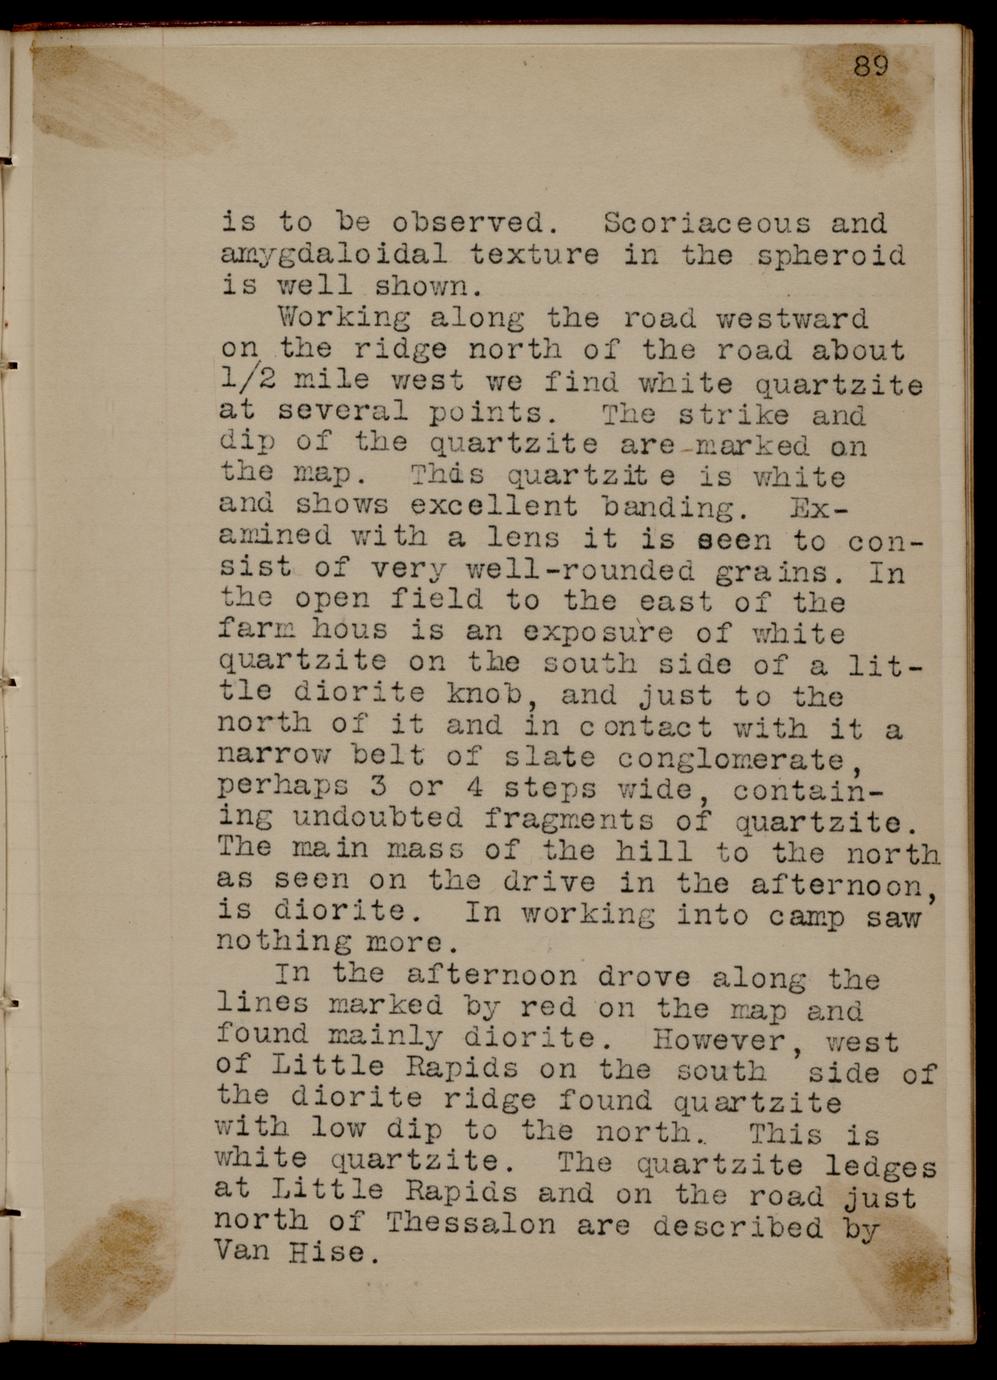 89
is to be observed.  Scoriaceous and
amygdaloidal texture in the spheroid
is well shown.
Working along the road westward
on the ridge north of the road about
1/2 mile west we find white quartzite
at several points.  The strike and
dip of the quartzite are marked on
the map.  This quartzit e is white
and shows excellent banding.  Ex-
amined with a lens it is seen to con-
sist of very well-rounded grains. In
the open field to the east of the
farm hous is an exposure of white
quartzite on the south side of a lit-
tle diorite knob, and just to the
north of it and in contact with it a
narrow belt of slate conglomerate,
perhaps 3 or 4 steps wide, contain-
ing undoubted fragments of quartzite.
The main mass of the hill to the north
as seen on the drive in the afternoon,
is diorite.  In working into camp saw
nothing more.
In the afternoon drove along the
lines marked by red on the map and
found mainly diorite.  However, west
of Little Rapids on the south  side of
the diorite ridge found quartzite
with low dip to the north.  This is
white quartzite.  The quartzite ledges
at Little Rapids and on the road just
north of Thessalon are described by
Van Hise.